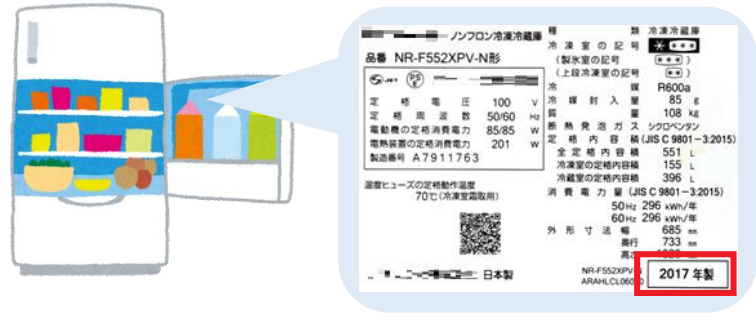 ノンフロン冷凍冷蔵庫
品番 NR-F552XPV-N形
S JET PS E
定格電圧 100 V
定格周波数 50/60 Hz
電動機の定格消費電力 85/85 W
電熱装置の定格消費電力 201 W
製造番号 A7911763
温度ヒューズの定格動作温度
70℃(冷凍室霜取用)
日本製
種類 冷凍冷蔵庫
冷凍室の記号
(製氷室の記号 )
(上段冷凍室の記号 )
冷媒 R600a
冷媒封入量 85 g
質量 108 kg
断熱発泡ガス シクロペンタン
定格内容積(JIS C 9801-3:2015)
全定格内容積 551 L
冷凍室の定格内容積 155 L
冷蔵室の定格内容積 396 L
消費電力量(JIS C 9801-3:2015)
50Hz 296 kWh/年
60Hz 296 kWh/年
外形寸法 幅 685 mm
奥行 733 mm
高さ
NR-F552XPV-N
ARAHLCL06
2017 年製